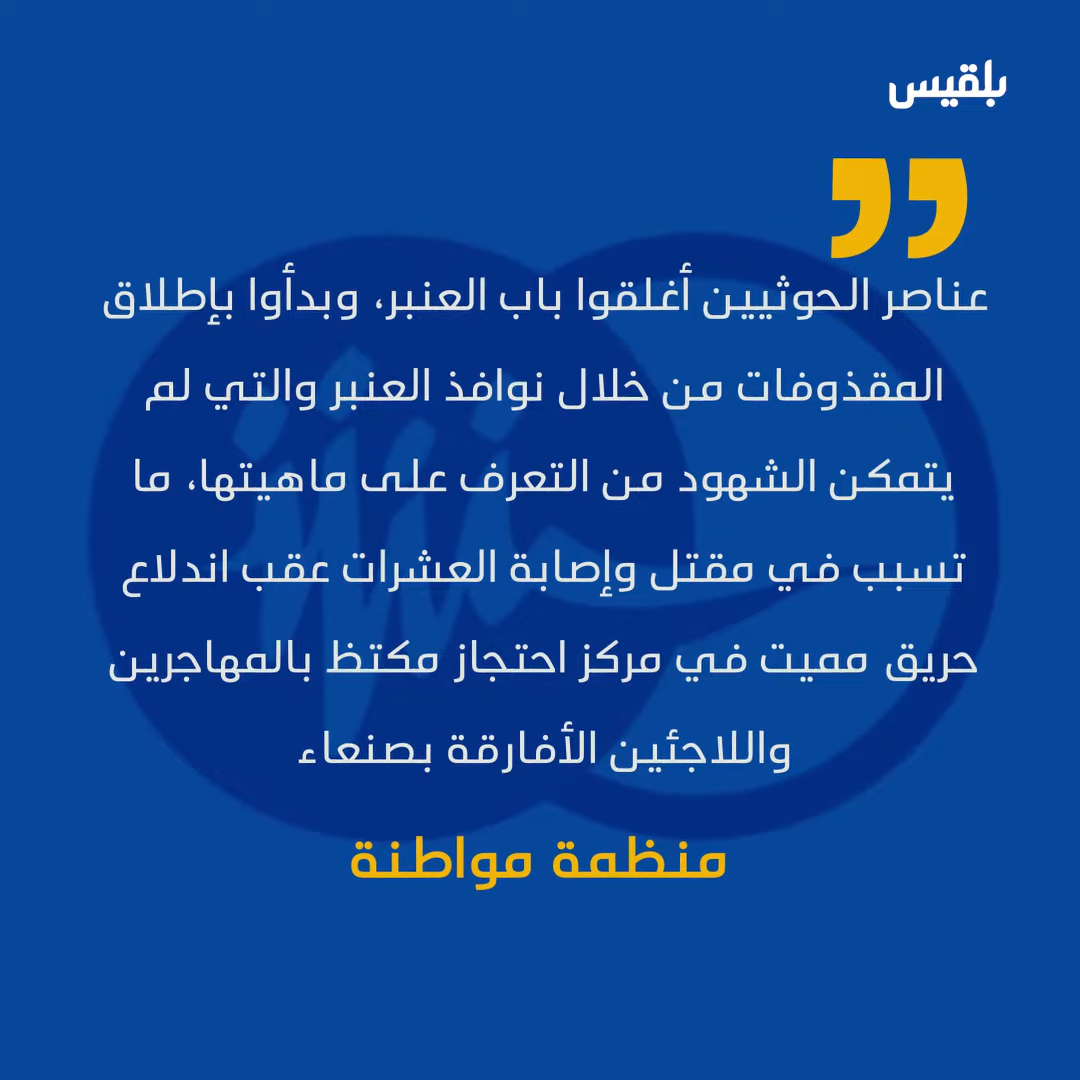 بلقيس
عناصر الحوثيين أغلقوا باب العنبر، وبدأوا بإطلاق
المقذوفات من خلال نوافذ العنبر والتي لم
يتمكن الشهود من التعرف على ماهيتها، ما
تسبب في مقتل وإصابة العشرات عقب اندلاع
حريق مميت في مركز احتجاز مكتظ بالمهاجرين
واللاجئين الأفارقة بصنعاء
منظمة مواطنة